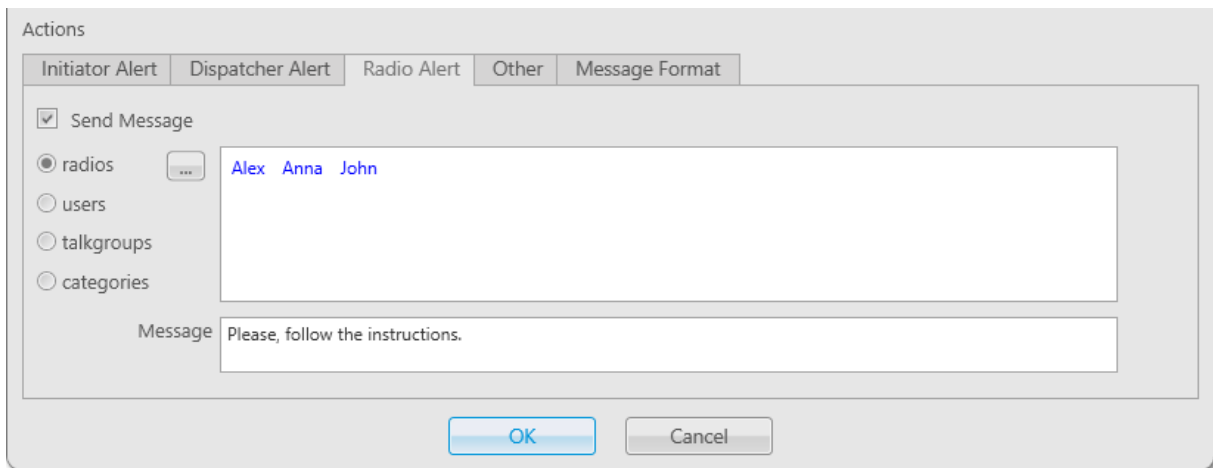 Actions
Initiator Alert Dispatcher Alert Radio Alert Other Message Format
Send Message
radios ... Alex Anna John
users
talkgroups
categories
Message Please, follow the instructions.
OK Cancel